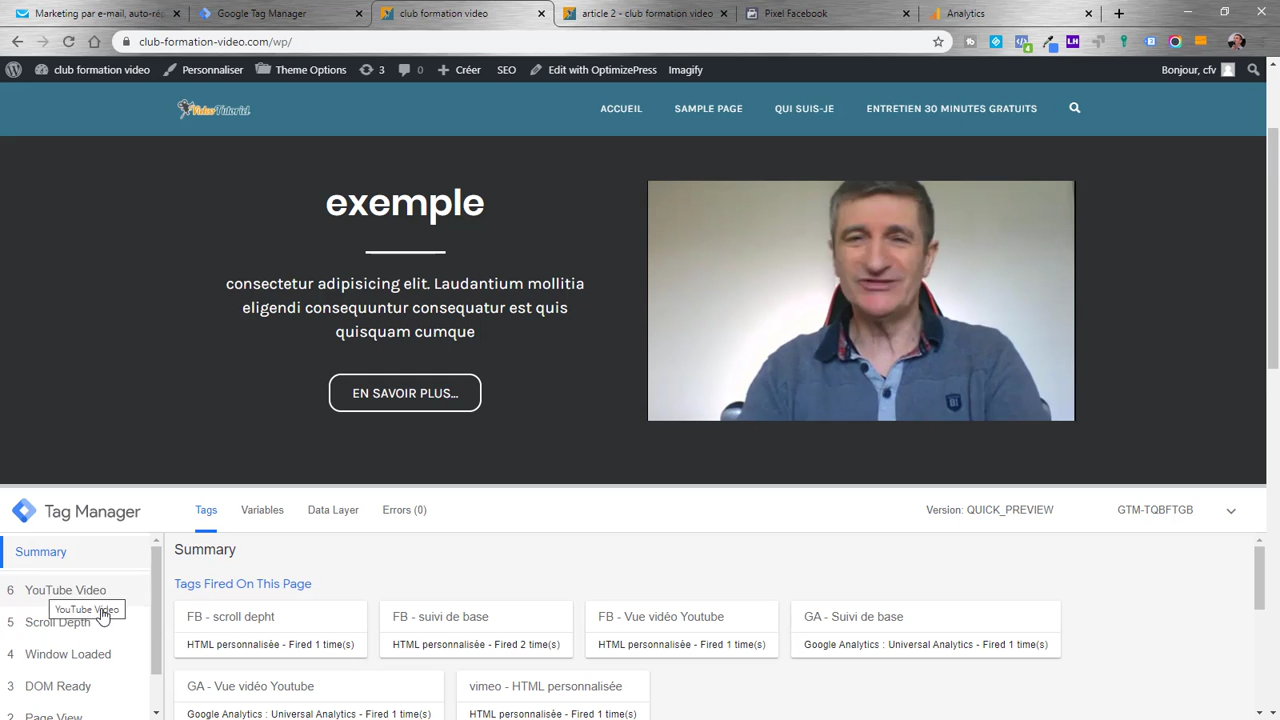 Marketing par e-mail, auto-ré
Google Tag Manager
club formation video
article 2 - club formation video
Pixel Facebook
Analytics
club-formation-video.com/wp/
club formation video
Personnaliser
Theme Options
3
0
Créer
SEO
Edit with OptimizePress
Imagify
Bonjour, cfv
VideoTutoriel
ACCUEIL
SAMPLE PAGE
QUI SUIS-JE
ENTRETIEN 30 MINUTES GRATUITS
exemple
consectetur adipisicing elit. Laudantium mollitia
eligendi consequuntur consequatur est quis
quisquam cumque
EN SAVOIR PLUS...
Tag Manager
Tags
Variables
Data Layer
Errors (0)
Version: QUICK_PREVIEW
GTM-TQBFTGB
Summary
6 YouTube Video
YouTube Video
5 Scroll Depth
4 Window Loaded
3 DOM Ready
2 Page View
Summary
Tags Fired On This Page
FB - scroll depht
HTML personnalisée - Fired 1 time(s)
FB - suivi de base
HTML personnalisée - Fired 2 time(s)
FB - Vue vidéo Youtube
HTML personnalisée - Fired 1 time(s)
GA - Suivi de base
Google Analytics : Universal Analytics - Fired 1 time(s)
GA - Vue vidéo Youtube
Google Analytics : Universal Analytics - Fired 1 time(s)
vimeo - HTML personnalisée
HTML personnalisée - Fired 1 time(s)